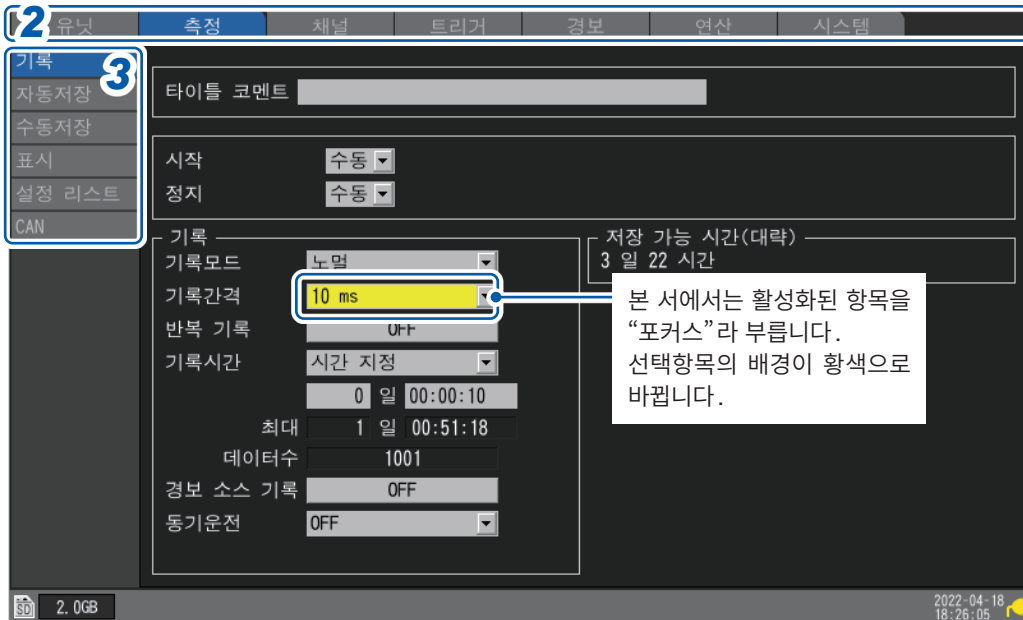 2 유닛 측정 채널 트리거 경보 연산 시스템
3
기록
자동저장
수동저장
표시
설정 리스트
CAN
타이틀 코멘트
시작 수동
정지 수동
기록
기록모드 노멀
기록간격 10 ms
반복 기록 OFF
기록시간 시간 지정
0 일 00:00:10
최대 1 일 00:51:18
데이터수 1001
경보 소스 기록 OFF
동기운전 OFF
저장 가능 시간(대략)
3 일 22 시간
본 서에서는 활성화된 항목을
“포커스”라 부릅니다.
선택항목의 배경이 황색으로
바뀝니다.
SD 2.0GB
2022-04-18
18:26:05